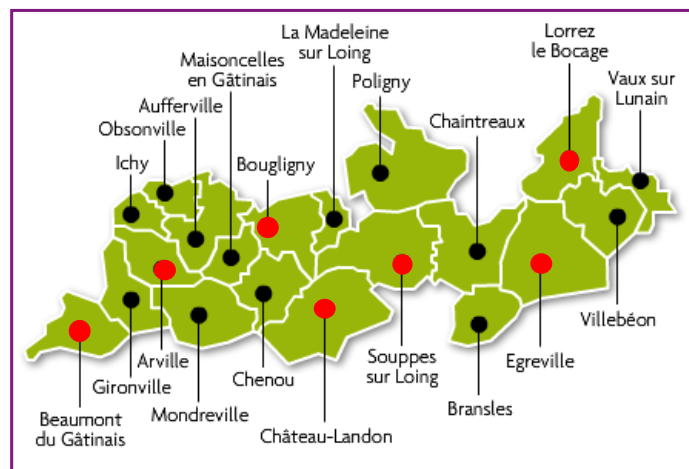 La Madeleine
sur Loing
Lorrez
le Bocage
Maisoncelles
en Gâtinais
Poligny
Vaux sur
Lunain
Aufferville
Chaintreaux
Obsonville
Ichy
Bougligny
Villebéon
Arville
Souppes
sur Loing
Egreville
Gironville
Chenou
Bransles
Beaumont
du Gâtinais
Mondreville
Château-Landon